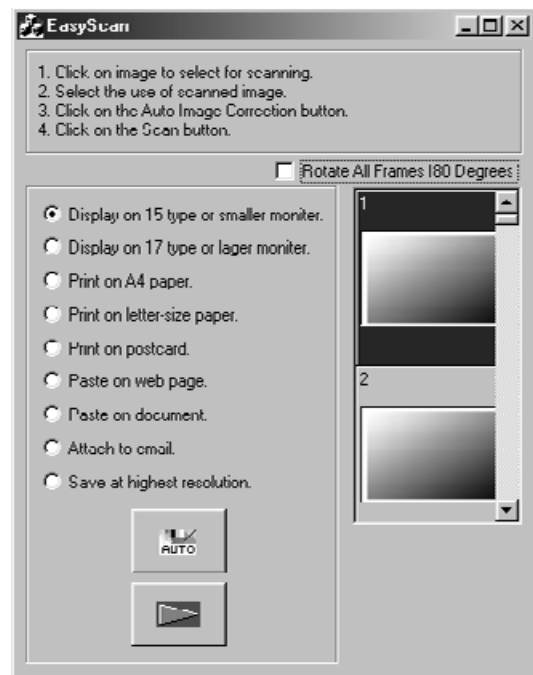 EasyScan
1. Click on image to select for scanning.
2. Select the use of scanned image.
3. Click on the Auto Image Correction button.
4. Click on the Scan button.
Rotate All Frames 180 Degrees
Display on 15 type or smaller moniter.
Display on 17 type or lager moniter.
Print on A4 paper.
Print on letter-size paper.
Print on postcard.
Paste on web page.
Paste on document.
Attach to email.
Save at highest resolution.
1
2
AUTO